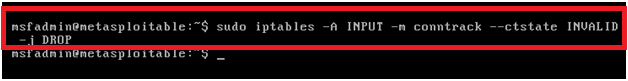 msfadmin@metasploitable:~$ sudo iptables -A INPUT -m conntrack --ctstate INVALID
-j DROP
msfadmin@metasploitable:~$ _